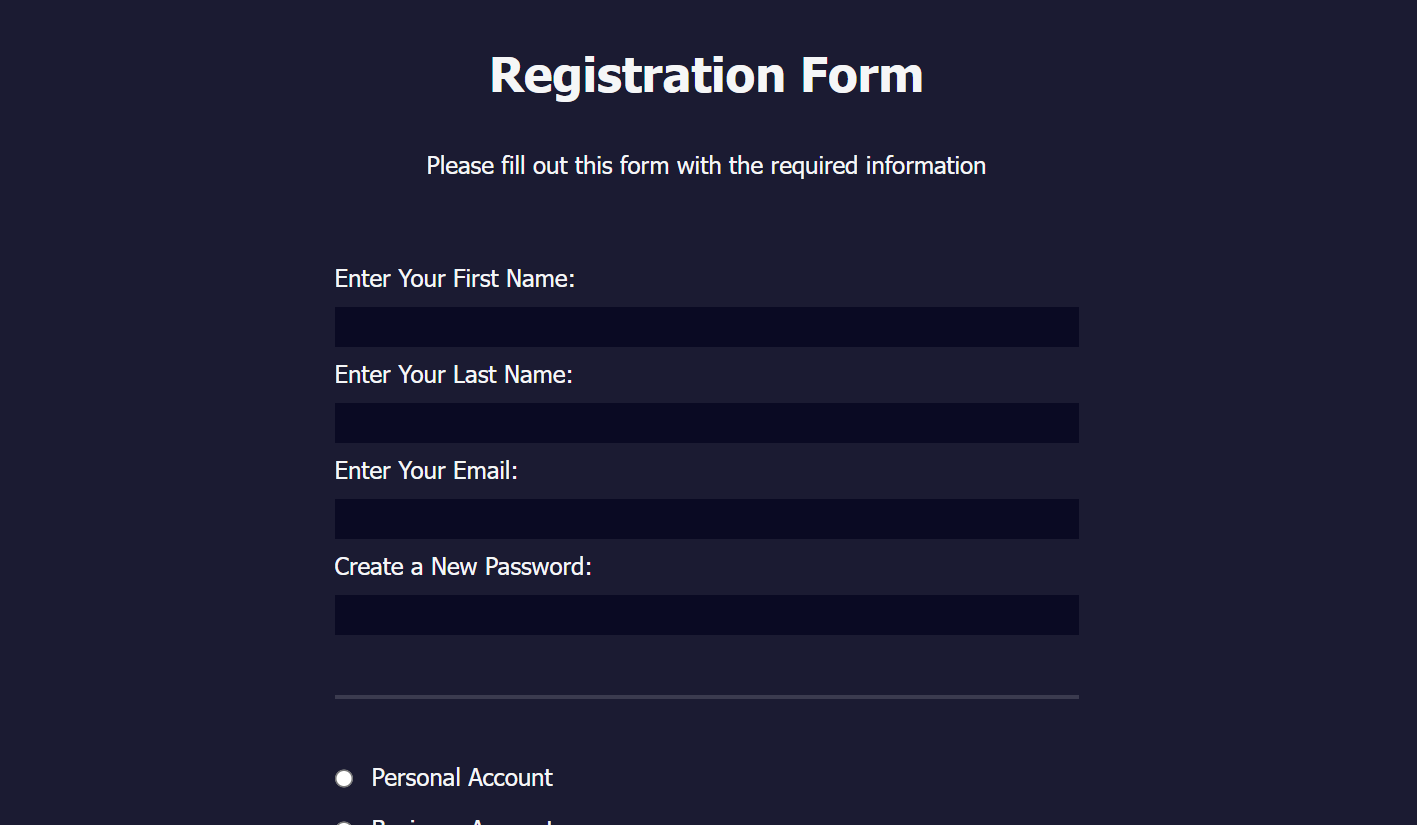 Registration Form
Please fill out this form with the required information
Enter Your First Name:
Enter Your Last Name:
Enter Your Email:
Create a New Password:
Personal Account